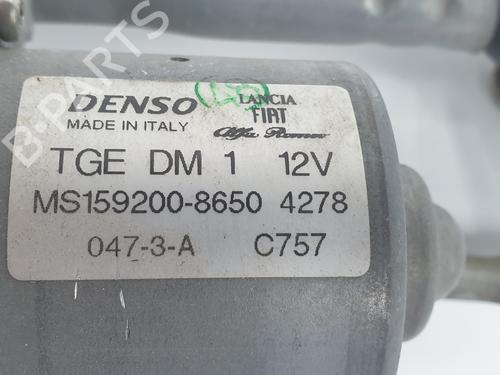 DENSO
MADE IN ITALY
LANCIA
FIAT
Alfa Romeo
TGE DM 1 12V
MS159200-8650 4278
047-3-A C757
B-PARTS